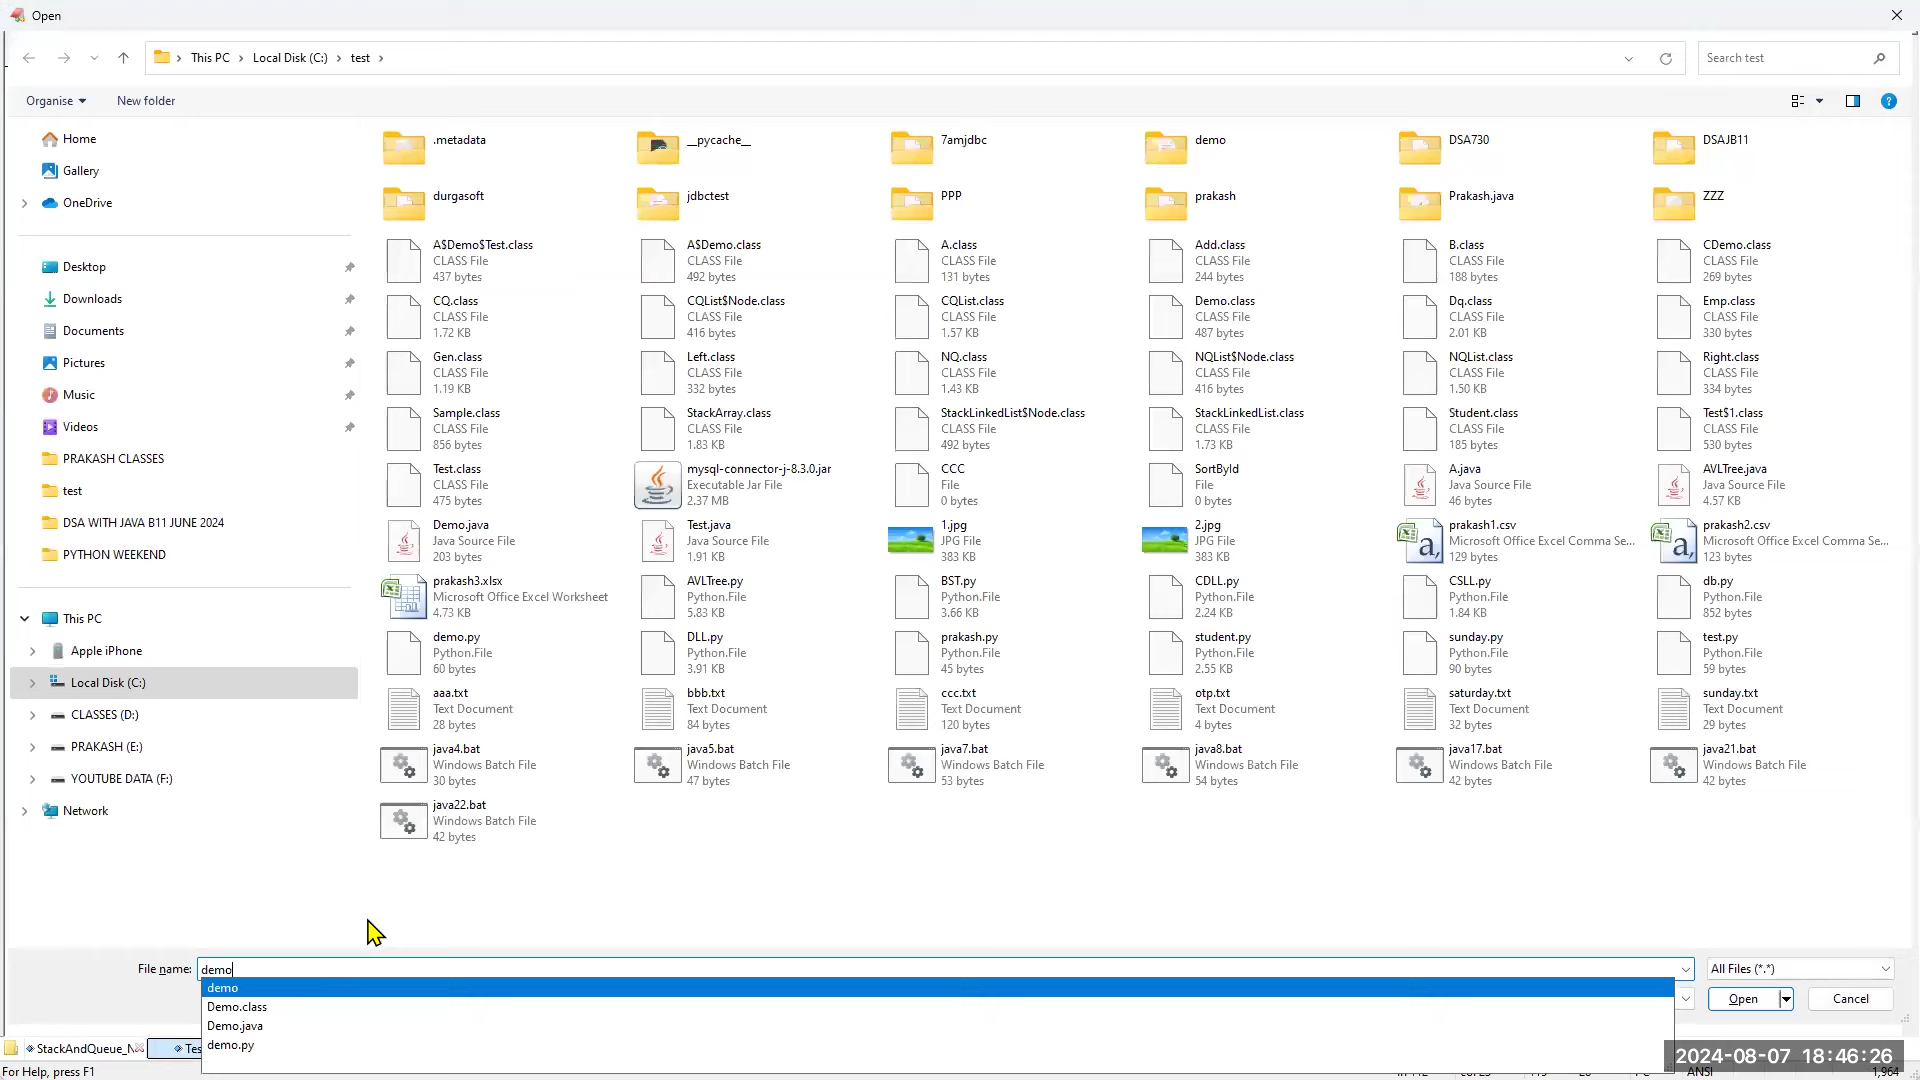 Open
This PC > Local Disk (C:) > test >
Search test
Organise
New folder
Home
Gallery
OneDrive
Desktop
Downloads
Documents
Pictures
Music
Videos
PRAKASH CLASSES
test
DSA WITH JAVA B11 JUNE 2024
PYTHON WEEKEND
This PC
Apple iPhone
Local Disk (C:)
CLASSES (D:)
PRAKASH (E:)
YOUTUBE DATA (F:)
Network
.metadata
__pycache__
7amjdbc
demo
DSA730
DSAJB11
durgasoft
jdbctest
PPP
prakash
Prakash.java
ZZZ
A$Demo$Test.class
CLASS File
437 bytes
A$Demo.class
CLASS File
492 bytes
A.class
CLASS File
131 bytes
Add.class
CLASS File
244 bytes
B.class
CLASS File
188 bytes
CDemo.class
CLASS File
269 bytes
CQ.class
CLASS File
1.72 KB
CQList$Node.class
CLASS File
416 bytes
CQList.class
CLASS File
1.57 KB
Demo.class
CLASS File
487 bytes
Dq.class
CLASS File
2.01 KB
Emp.class
CLASS File
330 bytes
Gen.class
CLASS File
1.19 KB
Left.class
CLASS File
332 bytes
NQ.class
CLASS File
1.43 KB
NQList$Node.class
CLASS File
416 bytes
NQList.class
CLASS File
1.50 KB
Right.class
CLASS File
334 bytes
Sample.class
CLASS File
856 bytes
StackArray.class
CLASS File
1.83 KB
StackLinkedList$Node.class
CLASS File
492 bytes
StackLinkedList.class
CLASS File
1.73 KB
Student.class
CLASS File
185 bytes
Test$1.class
CLASS File
530 bytes
Test.class
CLASS File
475 bytes
mysql-connector-j-8.3.0.jar
Executable Jar File
2.37 MB
CCC
File
0 bytes
SortById
File
0 bytes
A.java
Java Source File
46 bytes
AVLTree.java
Java Source File
4.57 KB
Demo.java
Java Source File
203 bytes
Test.java
Java Source File
1.91 KB
1.jpg
JPG File
383 KB
2.jpg
JPG File
383 KB
prakash1.csv
Microsoft Office Excel Comma Se...
129 bytes
prakash2.csv
Microsoft Office Excel Comma Se...
123 bytes
prakash3.xlsx
Microsoft Office Excel Worksheet
4.73 KB
AVLTree.py
Python.File
5.83 KB
BST.py
Python.File
3.66 KB
CDLL.py
Python.File
2.24 KB
CSLL.py
Python.File
1.84 KB
db.py
Python.File
852 bytes
demo.py
Python.File
60 bytes
DLL.py
Python.File
3.91 KB
prakash.py
Python.File
45 bytes
student.py
Python.File
2.55 KB
sunday.py
Python.File
90 bytes
test.py
Python.File
59 bytes
aaa.txt
Text Document
28 bytes
bbb.txt
Text Document
84 bytes
ccc.txt
Text Document
120 bytes
otp.txt
Text Document
4 bytes
saturday.txt
Text Document
32 bytes
sunday.txt
Text Document
29 bytes
java4.bat
Windows Batch File
30 bytes
java5.bat
Windows Batch File
47 bytes
java7.bat
Windows Batch File
53 bytes
java8.bat
Windows Batch File
54 bytes
java17.bat
Windows Batch File
42 bytes
java21.bat
Windows Batch File
42 bytes
java22.bat
Windows Batch File
42 bytes
File name: demo
All Files (*.*)
demo
Demo.class
Demo.java
demo.py
Open
Cancel
StackAndQueue_N
Tes
2024-08-07 18:46:26
For Help, press F1
ANSI
1,964